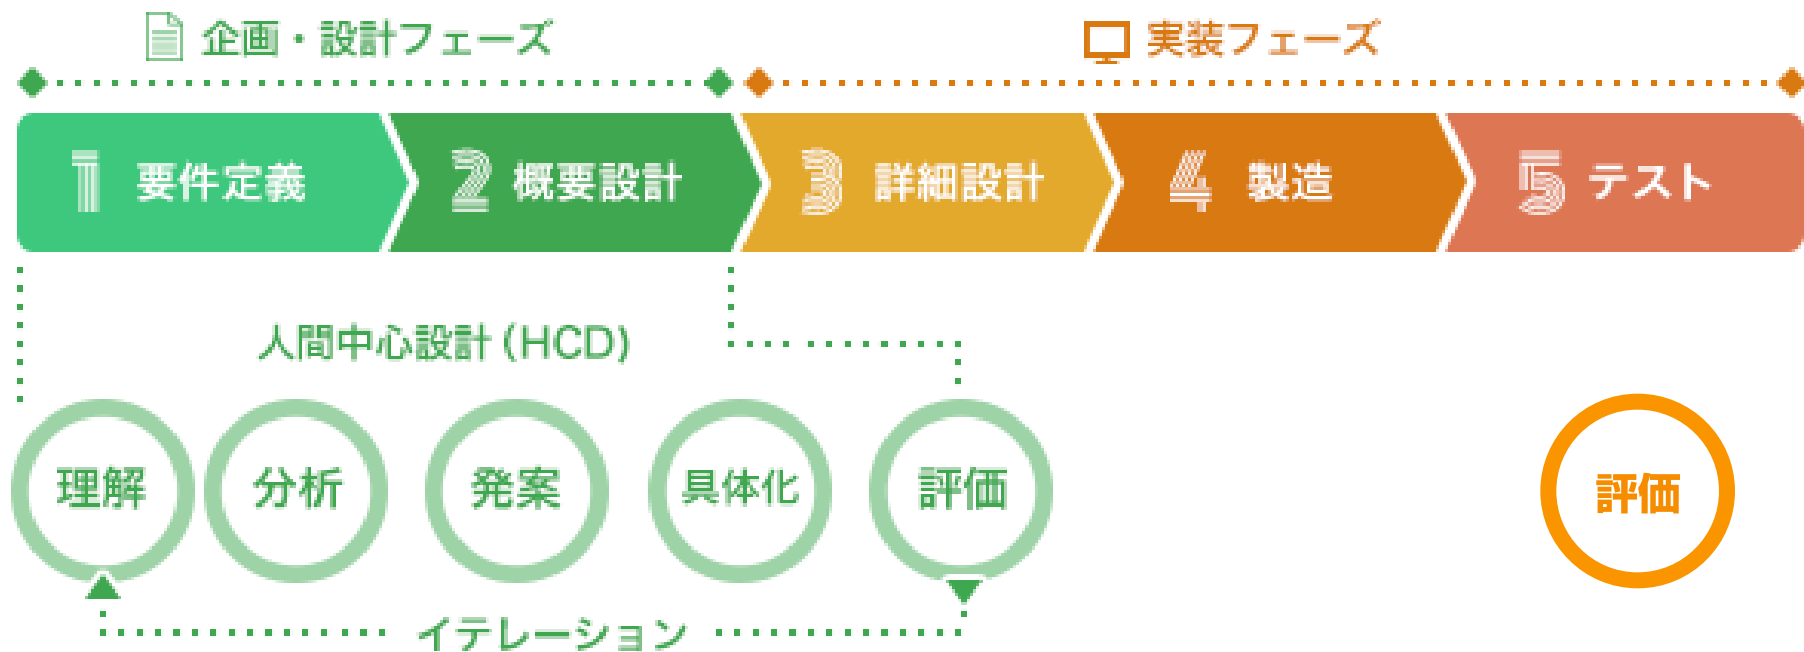 企画・設計フェーズ
実装フェーズ
1 要件定義
2 概要設計
3 詳細設計
4 製造
5 テスト
人間中心設計(HCD)
理解
分析
発案
具体化
評価
評価
イテレーション